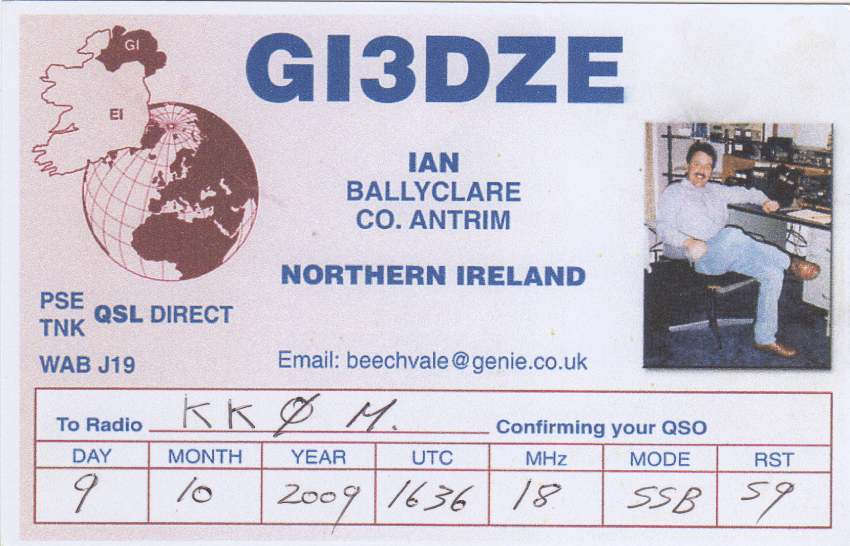 GI
EI
GI3DZE
IAN
BALLYCLARE
CO. ANTRIM
NORTHERN IRELAND
PSE
TNK QSL DIRECT
WAB J19
Email: beechvale@genie.co.uk
To Radio KKØM. Confirming your QSO
DAY MONTH YEAR UTC MHz MODE RST
9 10 2009 1636 18 SSB 59